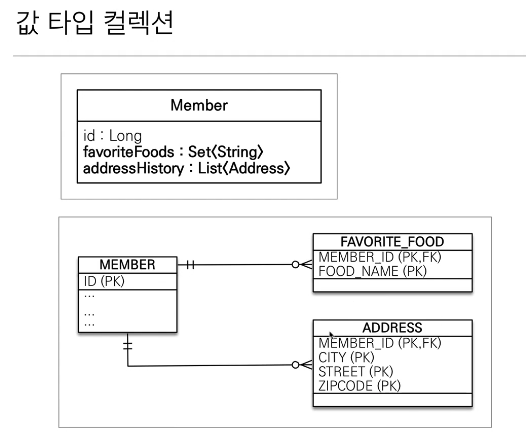 값 타입 컬렉션
Member
id : Long
favoriteFoods : Set<String>
addressHistory : List<Address>
MEMBER
ID (PK)
...
...
...
FAVORITE_FOOD
MEMBER_ID (PK,FK)
FOOD_NAME (PK)
ADDRESS
MEMBER_ID (PK,FK)
CITY (PK)
STREET (PK)
ZIPCODE (PK)